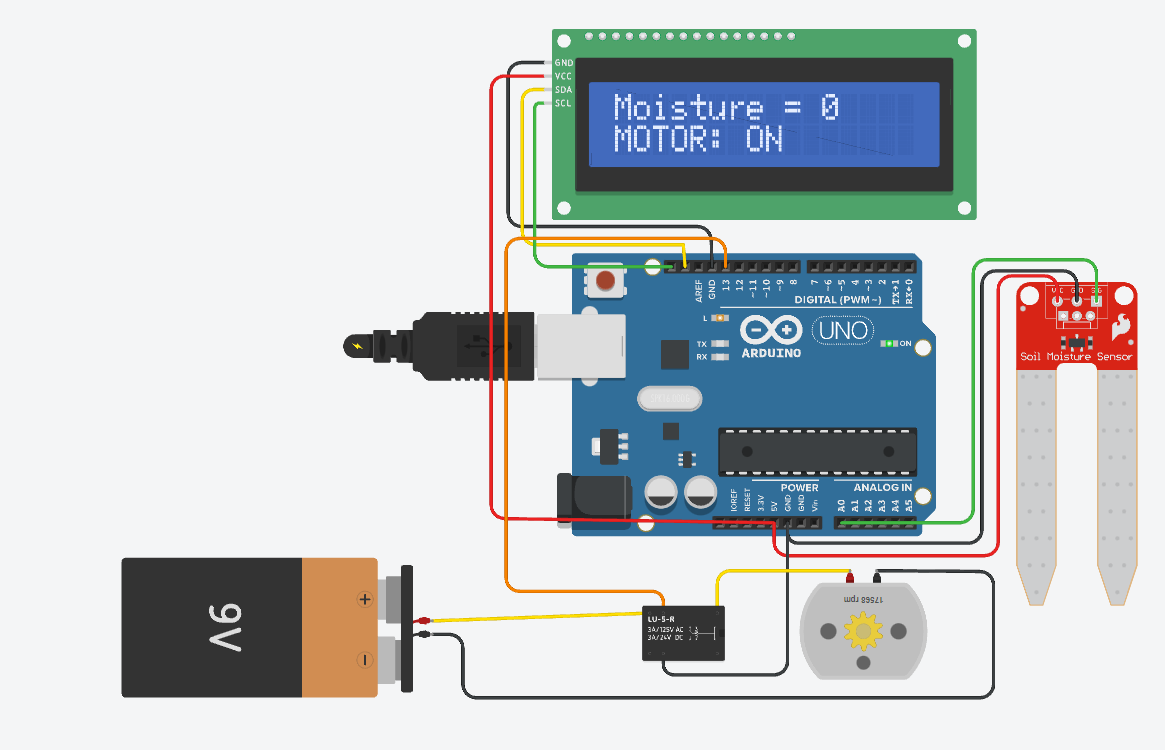 GND
VCC
SDA
SCL
Moisture = 0
MOTOR: ON
AREF
GND
13
12
~11
~10
~9
8
7
~6
~5
4
~3
2
TX→1
RX←0
DIGITAL (PWM~)
L
TX
RX
ARDUINO
UNO
ON
Soil Moisture Sensor
POWER
ANALOG IN
IOREF
RESET
3.3V
5V
GND
GND
Vin
A0
A1
A2
A3
A4
A5
9V
+
−
LU-5-R
3A/125V AC
3A/24V DC
17568 rpm